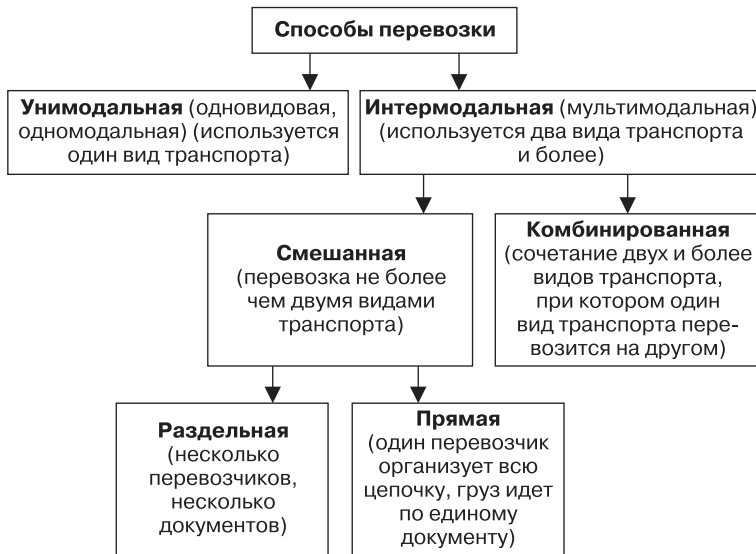 Способы перевозки
Унимодальная (одновидовая,
одномодальная) (используется
один вид транспорта)
Интермодальная (мультимодальная)
(используется два вида транспорта
и более)
Смешанная
(перевозка не более
чем двумя видами
транспорта)
Комбинированная
(сочетание двух и более
видов транспорта,
при котором один
вид транспорта пере-
возится на другом)
Раздельная
(несколько
перевозчиков,
несколько
документов)
Прямая
(один перевозчик
организует всю
цепочку, груз идет
по единому
документу)